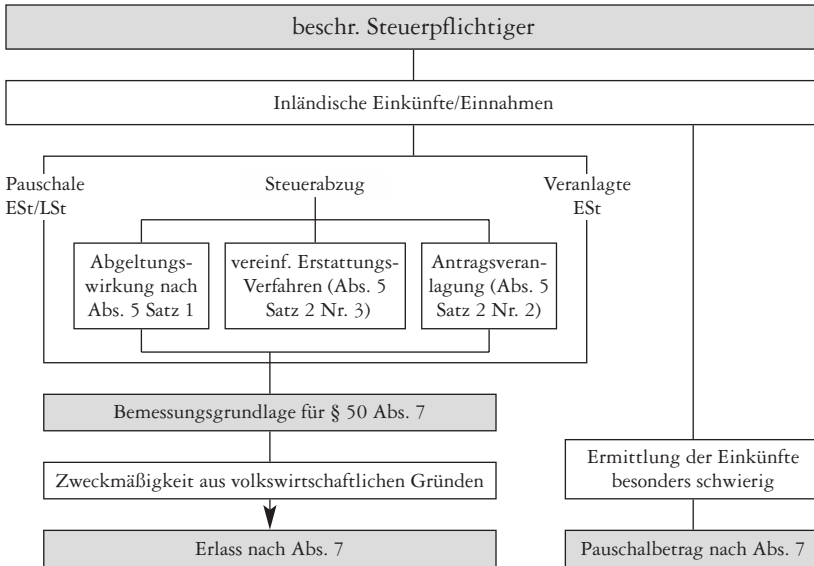 beschr. Steuerpflichtiger
Inländische Einkünfte/Einnahmen
Pauschale
ESt/LSt
Steuerabzug
Veranlagte
ESt
Abgeltungs-
wirkung nach
Abs. 5 Satz 1
vereinf. Erstattungs-
Verfahren (Abs. 5
Satz 2 Nr. 3)
Antragsveran-
lagung (Abs. 5
Satz 2 Nr. 2)
Bemessungsgrundlage für § 50 Abs. 7
Zweckmäßigkeit aus volkswirtschaftlichen Gründen
Ermittlung der Einkünfte
besonders schwierig
Erlass nach Abs. 7
Pauschalbetrag nach Abs. 7